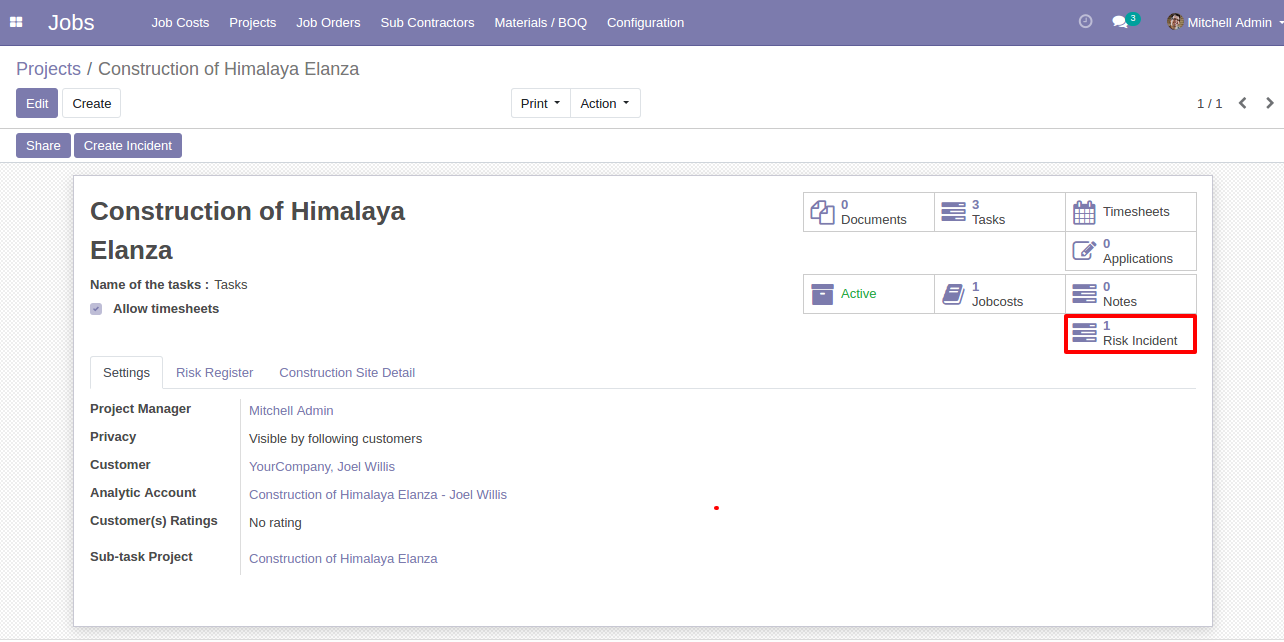 Jobs Job Costs Projects Job Orders Sub Contractors Materials / BOQ Configuration 3 Mitchell Admin
Projects / Construction of Himalaya Elanza
Edit Create Print Action 1 / 1
Share Create Incident
Construction of Himalaya
Elanza
Name of the tasks : Tasks
Allow timesheets
0
Documents
3
Tasks
Timesheets
0
Applications
Active
1
Jobcosts
0
Notes
1
Risk Incident
Settings Risk Register Construction Site Detail
Project Manager Mitchell Admin
Privacy Visible by following customers
Customer YourCompany, Joel Willis
Analytic Account Construction of Himalaya Elanza - Joel Willis
Customer(s) Ratings No rating
Sub-task Project Construction of Himalaya Elanza